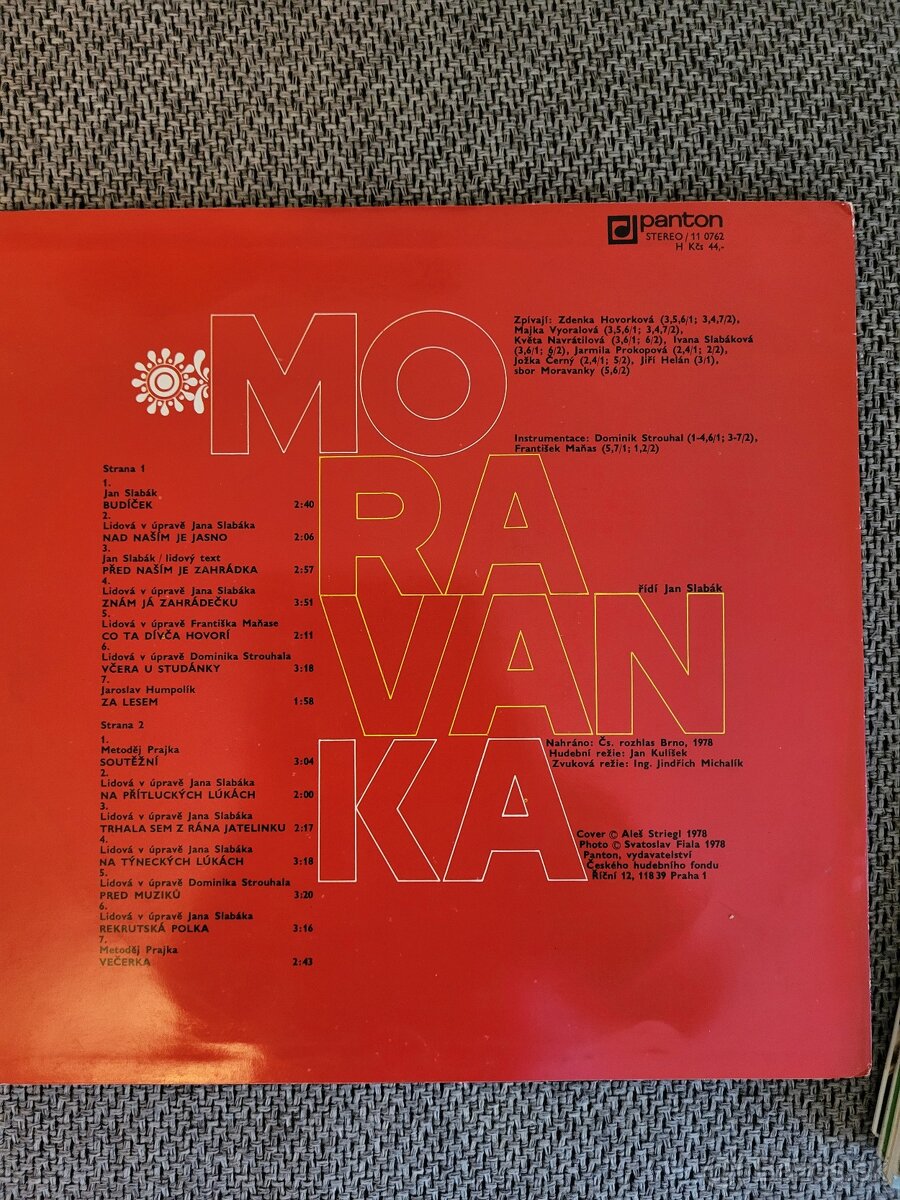 panton
STEREO / 11 0762
H Kčs 44,-
MO
RA
VAN
KA
Zpívají: Zdenka Hovorková (3,5,6/1; 3,4,7/2),
Majka Vyoralová (3,5,6/1; 3,4,7/2),
Květa Navrátilová (3,6/1; 6/2), Ivana Slabáková
(3,6/1; 6/2), Jarmila Prokopová (2,4/1; 2/2),
Jožka Černý (2,4/1; 5/2), Jiří Helán (3/1),
sbor Moravanky (5,6/2)
Instrumentace: Dominik Strouhal (1-4,6/1; 3-7/2),
František Maňas (5,7/1; 1,2/2)
Strana 1
1.
Jan Slabák
BUDÍČEK 2:40
2.
Lidová v úpravě Jana Slabáka
NAD NAŠÍM JE JASNO 2:06
3.
Jan Slabák / lidový text
PŘED NAŠÍM JE ZAHRÁDKA 2:57
4.
Lidová v úpravě Jana Slabáka
ZNÁM JÁ ZAHRÁDEČKU 3:51
5.
Lidová v úpravě Františka Maňase
CO TA DÍVČA HOVORÍ 2:11
6.
Lidová v úpravě Dominika Strouhala
VČERA U STUDÁNKY 3:18
7.
Jaroslav Humpolík
ZA LESEM 1:58
Strana 2
1.
Metoděj Prajka
SOUTĚŽNÍ 3:04
2.
Lidová v úpravě Jana Slabáka
NA PŘÍTLUCKÝCH LÚKÁCH 2:00
3.
Lidová v úpravě Jana Slabáka
TRHALA SEM Z RÁNA JATELINKU 2:17
4.
Lidová v úpravě Jana Slabáka
NA TÝNECKÝCH LÚKÁCH 3:18
5.
Lidová v úpravě Dominika Strouhala
PRED MUZIKÚ 3:20
6.
Lidová v úpravě Jana Slabáka
REKRUTSKÁ POLKA 3:16
7.
Metoděj Prajka
VEČERKA 2:43
řídí Jan Slabák
Nahráno: Čs. rozhlas Brno, 1978
Hudební režie: Jan Kulíšek
Zvuková režie: Ing. Jindřich Michalík
Cover © Aleš Striegl 1978
Photo © Svatoslav Fiala 1978
Panton, vydavatelství
Českého hudebního fondu
Říční 12, 118 39 Praha 1